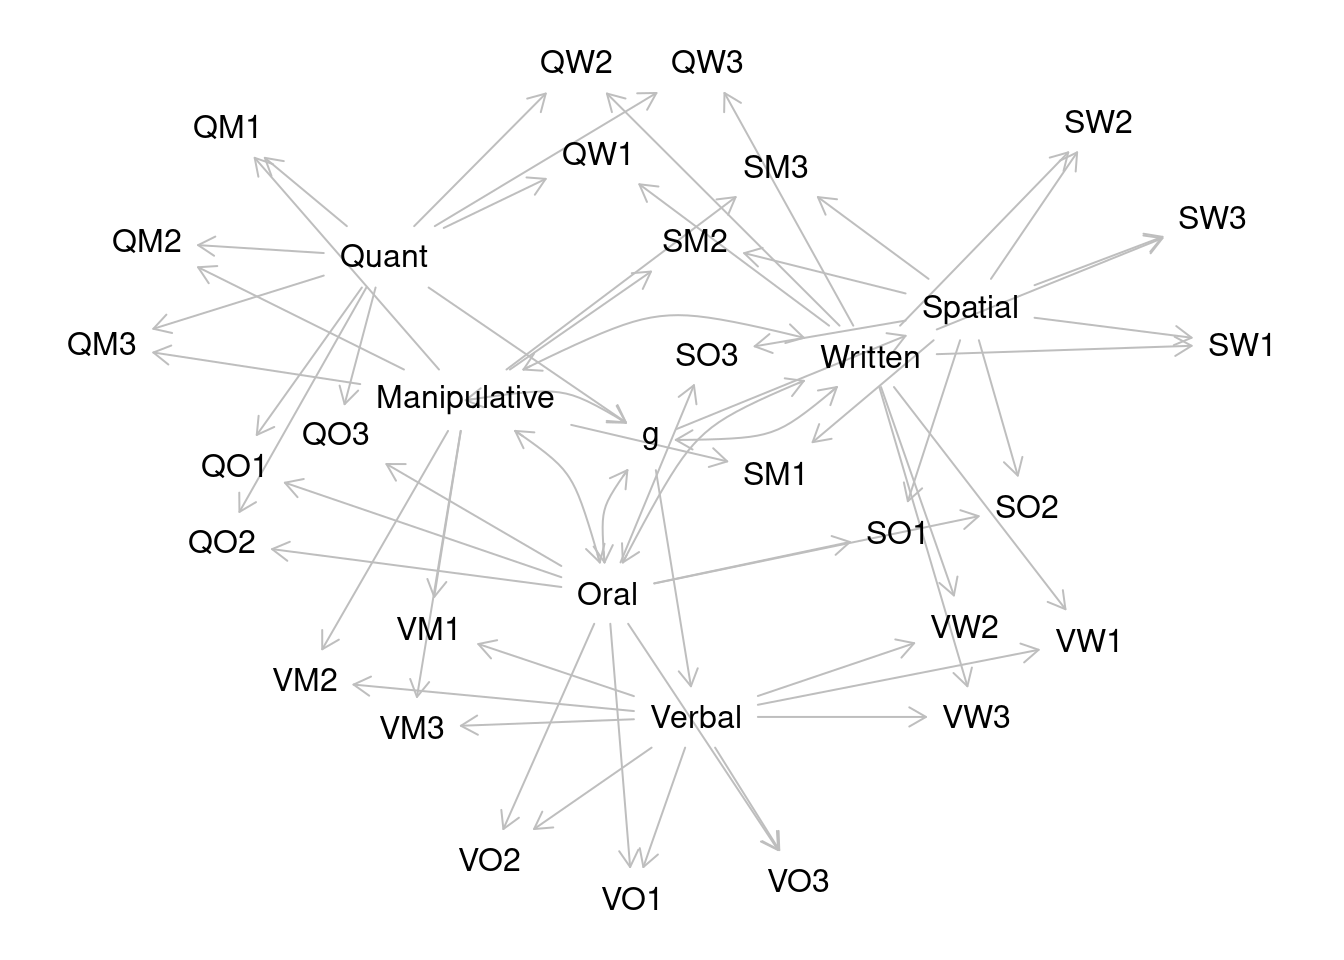 QW2
QW3
SW2
QM1
QW1
SM3
SW3
QM2
SM2
Quant
Spatial
QM3
SO3
Written
SW1
Manipulative
QO3
g
QO1
SM1
SO2
QO2
SO1
Oral
VM1
VW2
VW1
VM2
VM3
Verbal
VW3
VO2
VO1
VO3